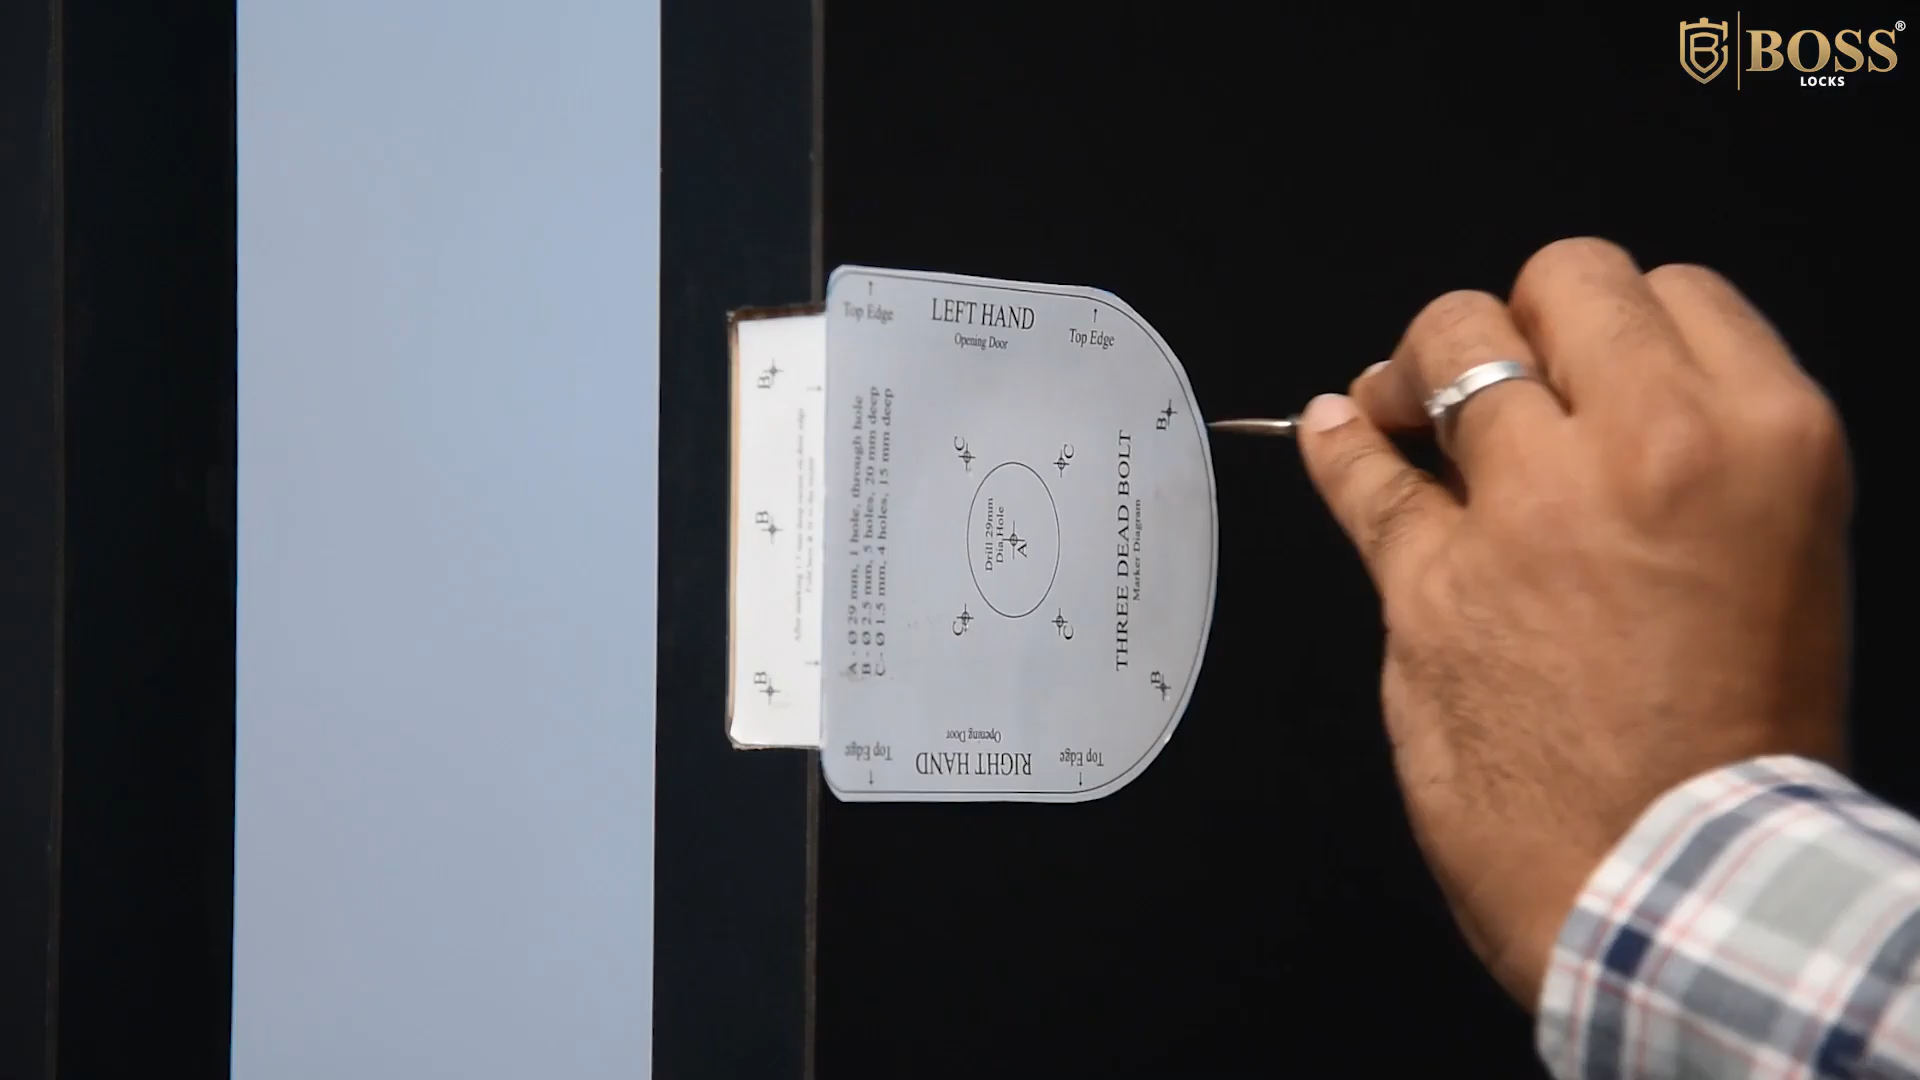 BOSS®
LOCKS
↑
Top Edge
LEFT HAND
Opening Door
↑
Top Edge
B
B
B
A - Ø 29 mm, 1 hole, through hole
B - Ø 2.5 mm, 5 holes, 20 mm deep
C - Ø 1.5 mm, 4 holes, 15 mm deep
C
C
Drill 29mm
Dia Hole
A
C
C
THREE DEAD BOLT
Marker Diagram
B
B
RIGHT HAND
Opening Door
Top Edge
Top Edge